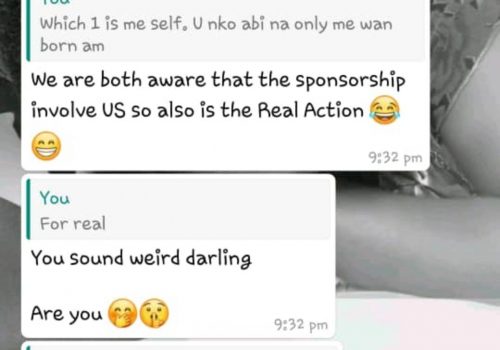 You
Which 1 is me self. U nko abi na only me wan
born am
We are both aware that the sponsorship
involve US so also is the Real Action 😂
😁
9:32 pm
You
For real
You sound weird darling
Are you 🤭🤫
9:32 pm